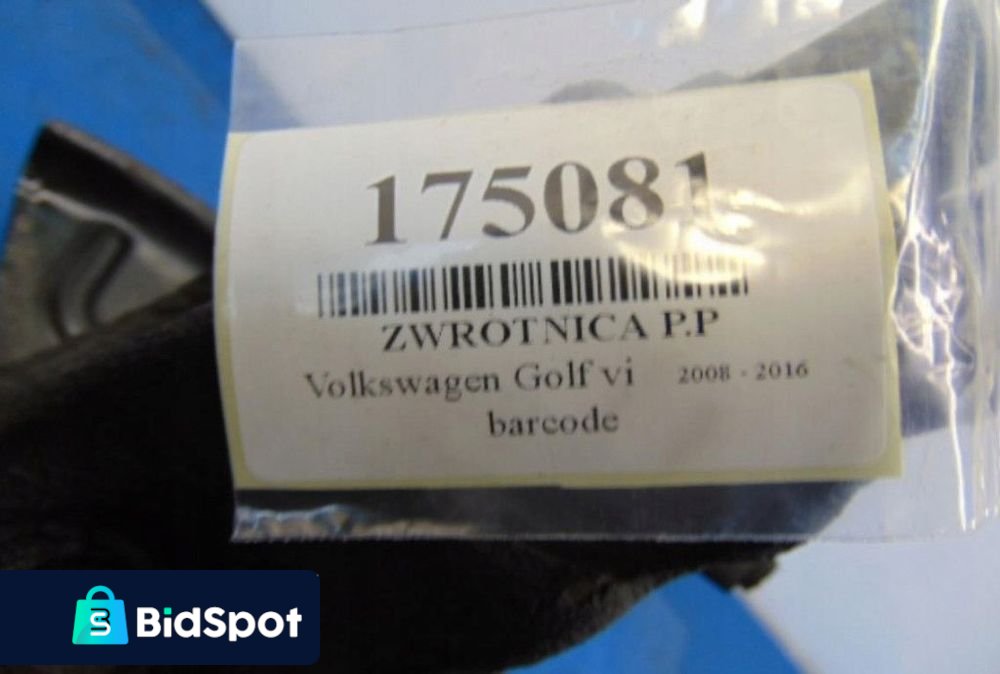 175081
ZWROTNICA P.P
Volkswagen Golf vi 2008 - 2016
barcode
BidSpot